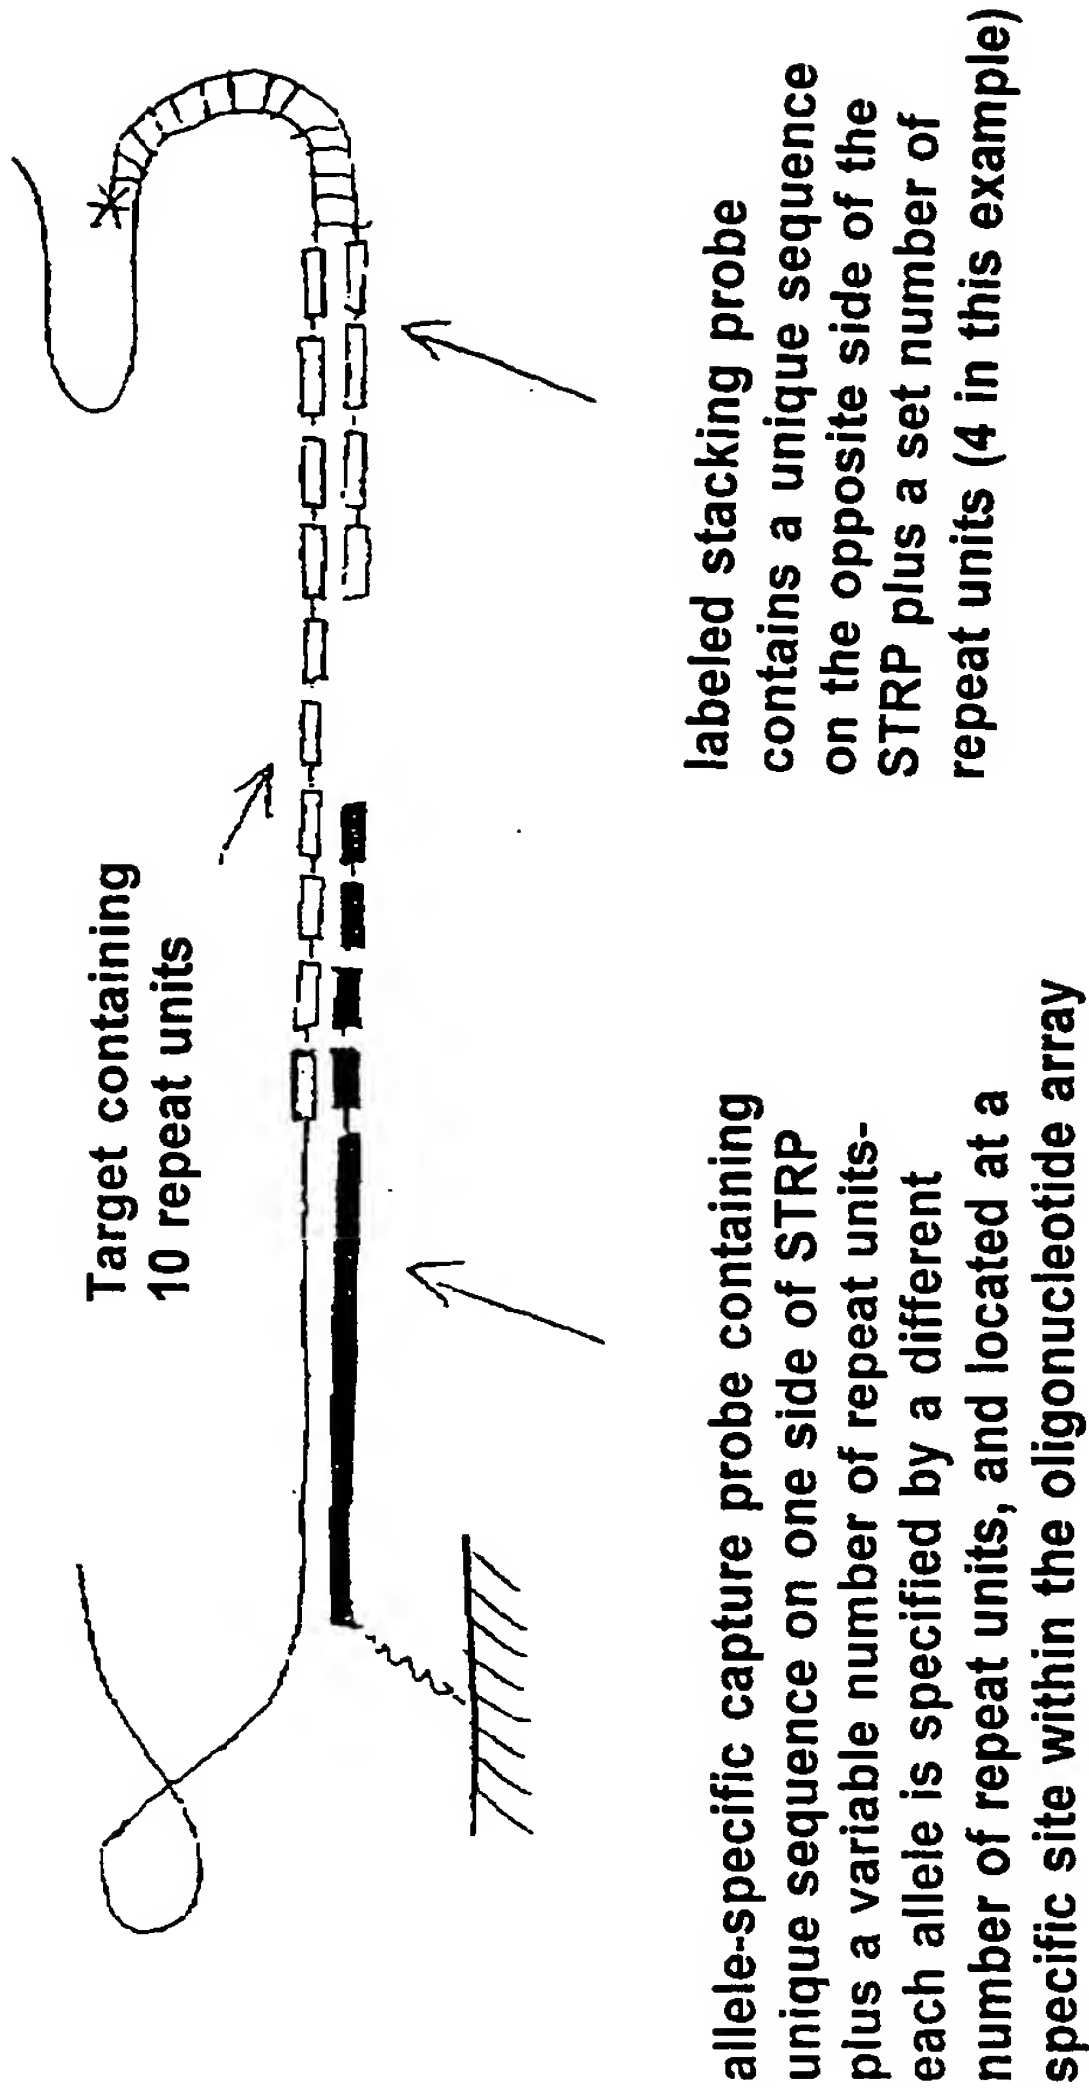 Target containing
10 repeat units
allele-specific capture probe containing
unique sequence on one side of STRP
plus a variable number of repeat units-
each allele is specified by a different
number of repeat units, and located at a
specific site within the oligonucleotide array
labeled stacking probe
contains a unique sequence
on the opposite side of the
STRP plus a set number of
repeat units (4 in this example)